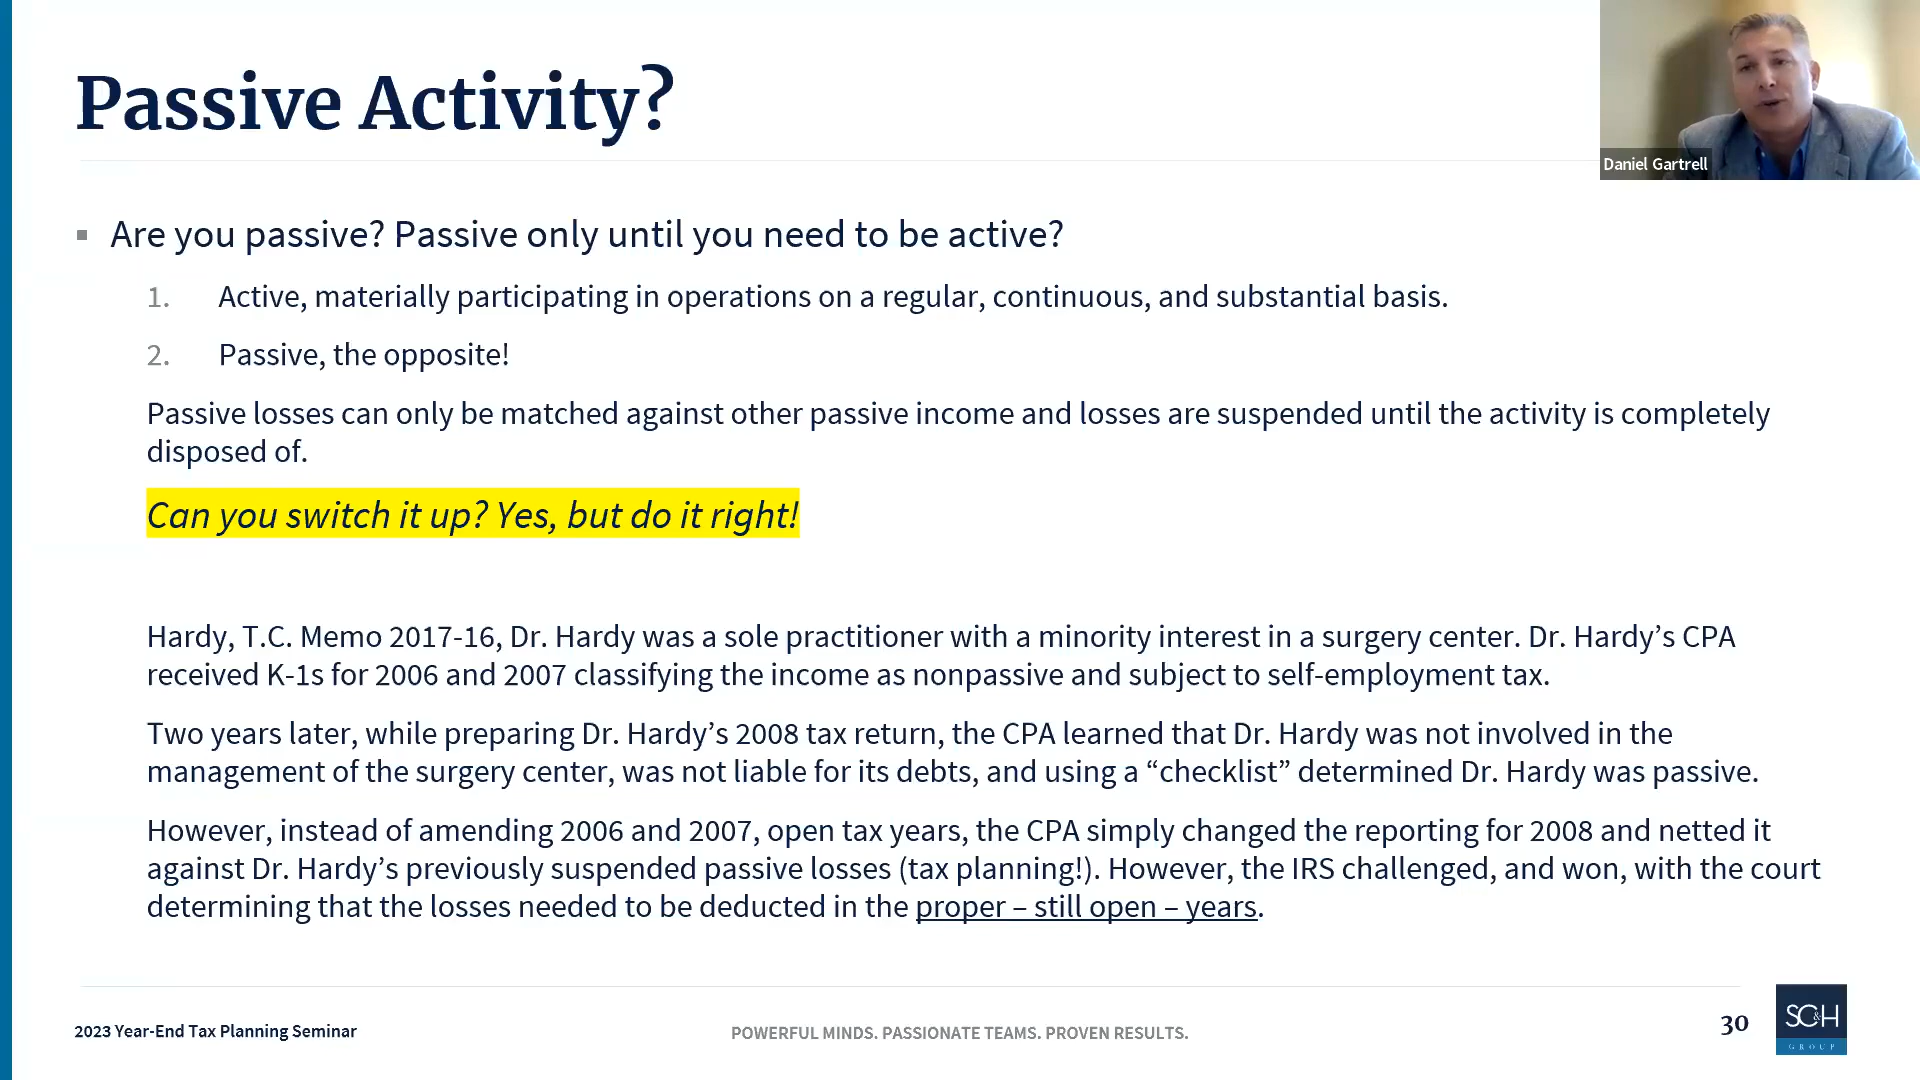 Passive Activity?
Daniel Gartrell
▪ Are you passive? Passive only until you need to be active?
1. Active, materially participating in operations on a regular, continuous, and substantial basis.
2. Passive, the opposite!
Passive losses can only be matched against other passive income and losses are suspended until the activity is completely
disposed of.
Can you switch it up? Yes, but do it right!
Hardy, T.C. Memo 2017-16, Dr. Hardy was a sole practitioner with a minority interest in a surgery center. Dr. Hardy’s CPA
received K-1s for 2006 and 2007 classifying the income as nonpassive and subject to self-employment tax.
Two years later, while preparing Dr. Hardy’s 2008 tax return, the CPA learned that Dr. Hardy was not involved in the
management of the surgery center, was not liable for its debts, and using a “checklist” determined Dr. Hardy was passive.
However, instead of amending 2006 and 2007, open tax years, the CPA simply changed the reporting for 2008 and netted it
against Dr. Hardy’s previously suspended passive losses (tax planning!). However, the IRS challenged, and won, with the court
determining that the losses needed to be deducted in the proper – still open – years.
2023 Year-End Tax Planning Seminar
POWERFUL MINDS. PASSIONATE TEAMS. PROVEN RESULTS.
30
SC&H
GROUP